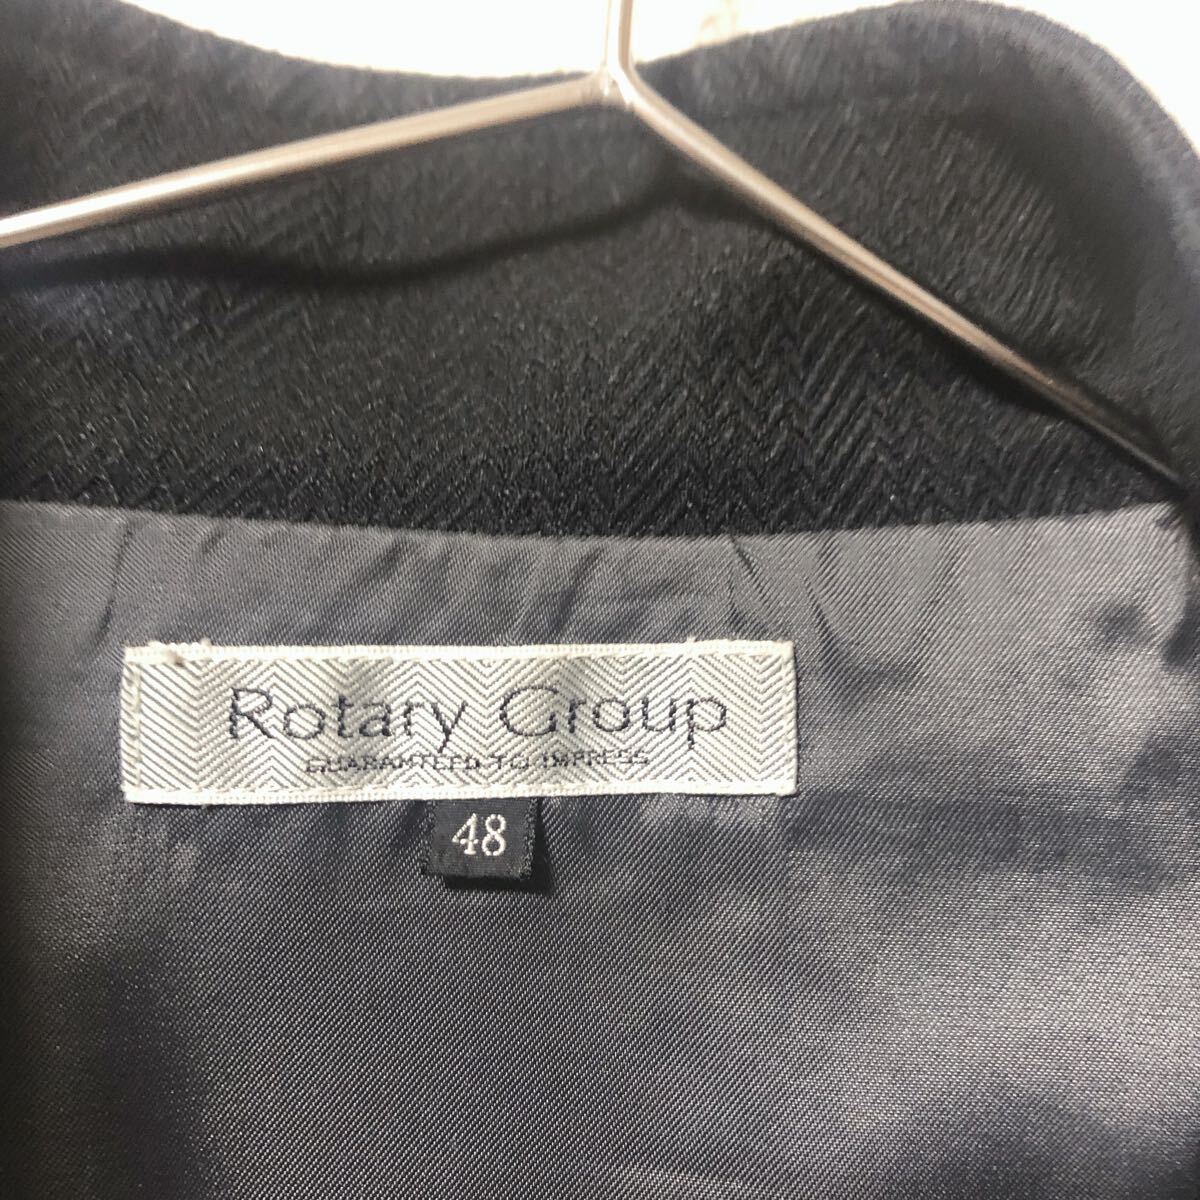 Rotary Group
GUARANTEED TO IMPRESS
48